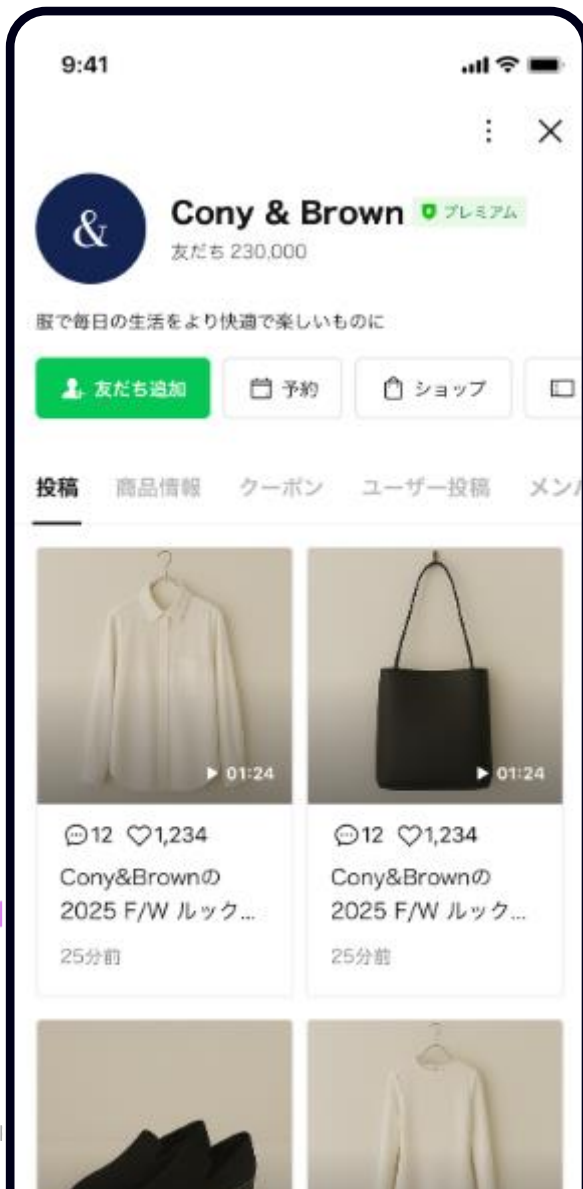 9:41
&
Cony & Brown プレミアム
友だち 230,000
服で毎日の生活をより快適で楽しいものに
友だち追加 予約 ショップ
投稿 商品情報 クーポン ユーザー投稿 メン
01:24 01:24
12 1,234 12 1,234
Cony&Brownの Cony&Brownの
2025 F/W ルック... 2025 F/W ルック...
25分前 25分前